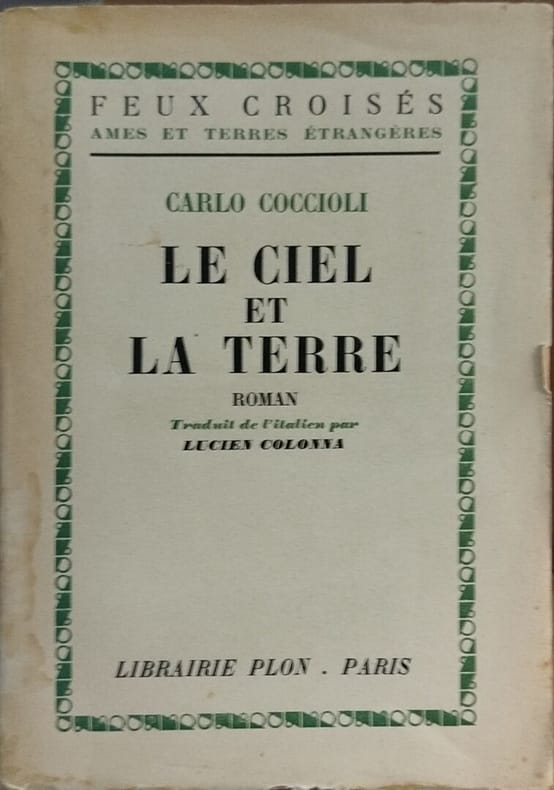 FEUX CROISÉS
AMES ET TERRES ÉTRANGÈRES
CARLO COCCIOLI
LE CIEL
ET
LA TERRE
ROMAN
Traduit de l'italien par
LUCIEN COLONNA
LIBRAIRIE PLON . PARIS